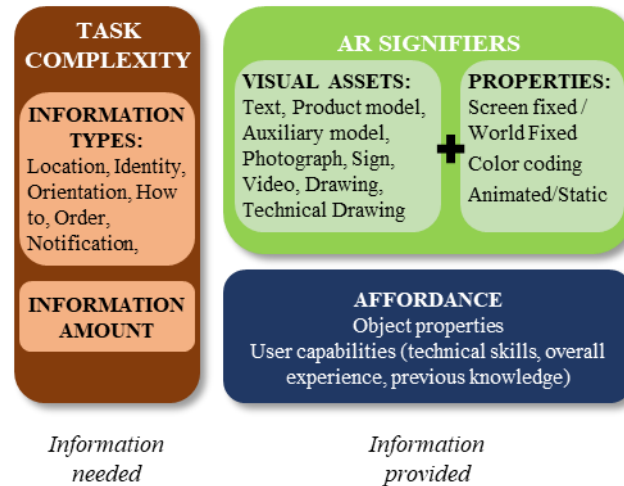 TASK
COMPLEXITY
INFORMATION
TYPES:
Location, Identity,
Orientation, How
to, Order,
Notification,
INFORMATION
AMOUNT
AR SIGNIFIERS
VISUAL ASSETS:
Text, Product model,
Auxiliary model,
Photograph, Sign,
Video, Drawing,
Technical Drawing
PROPERTIES:
Screen fixed /
World Fixed
Color coding
Animated/Static
AFFORDANCE
Object properties
User capabilities (technical skills, overall
experience, previous knowledge)
Information
needed
Information
provided